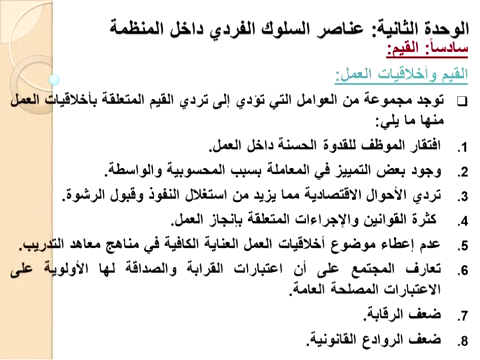 الوحدة الثانية: عناصر السلوك الفردي داخل المنظمة
سادساً: القيم:
القيم وأخلاقيات العمل:
❑ توجد مجموعة من العوامل التي تؤدي إلى تردي القيم المتعلقة بأخلاقيات العمل
منها ما يلي:
1. افتقار الموظف للقدوة الحسنة داخل العمل.
2. وجود بعض التمييز في المعاملة بسبب المحسوبية والواسطة.
3. تردي الأحوال الاقتصادية مما يزيد من استغلال النفوذ وقبول الرشوة.
4. كثرة القوانين والإجراءات المتعلقة بإنجاز العمل.
5. عدم إعطاء موضوع أخلاقيات العمل العناية الكافية في مناهج معاهد التدريب.
6. تعارف المجتمع على أن اعتبارات القرابة والصداقة لها الأولوية على
الاعتبارات المصلحة العامة.
7. ضعف الرقابة.
8. ضعف الروادع القانونية.